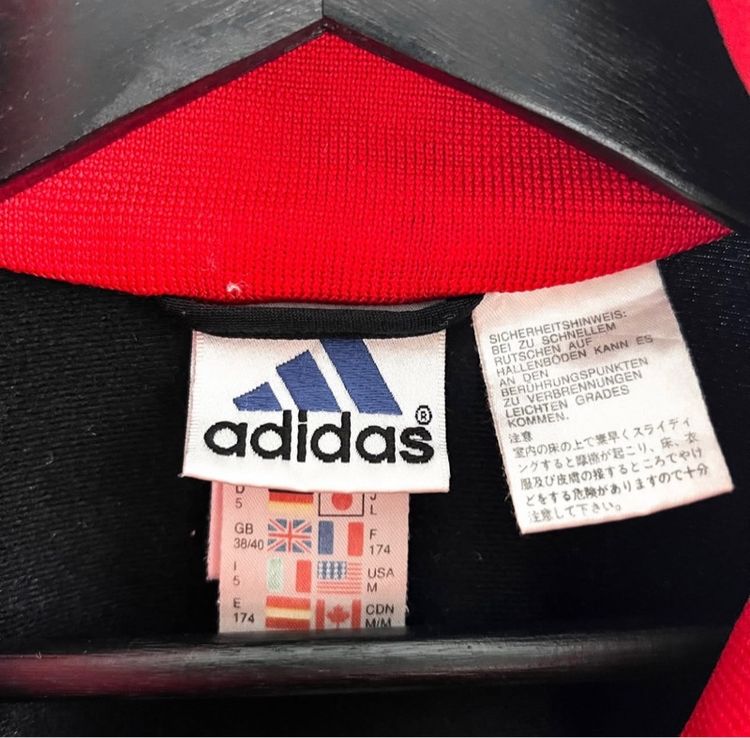 adidas®
SICHERHEITSHINWEIS:
BEI ZU SCHNELLEM
RUTSCHEN AUF
HALLENBÖDEN KANN ES
AN DEN
BERÜHRUNGSPUNKTEN
ZU VERBRENNUNGEN
LEICHTEN GRADES
KOMMEN.
注意
室内の床の上で素早くスライディ
ングすると摩擦が起こり、床、衣
服及び皮膚の接するところでやけ
どをする危険がありますので十分
注意して下さい。
D J
5 L
GB F
38/40 174
I USA
5 M
E CDN
174 M/M